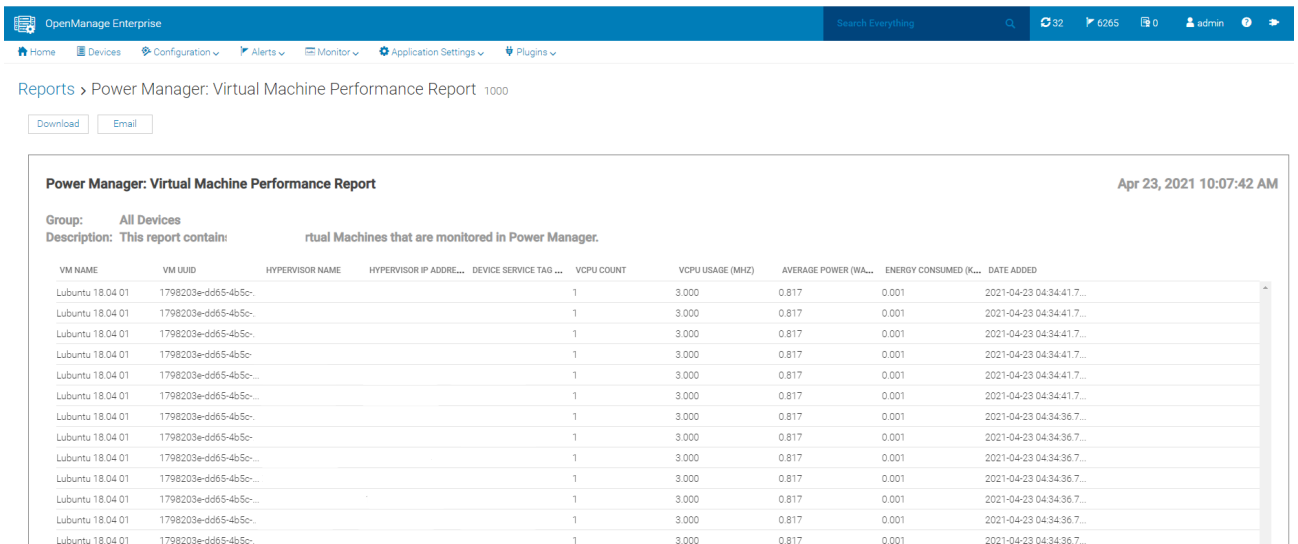 OpenManage Enterprise Search Everything 32 6265 0 admin
Home Devices Configuration Alerts Monitor Application Settings Plugins
Reports > Power Manager: Virtual Machine Performance Report 1000
Download Email
Power Manager: Virtual Machine Performance Report Apr 23, 2021 10:07:42 AM
Group: All Devices
Description: This report contain rtual Machines that are monitored in Power Manager.
VM NAME VM UUID HYPERVISOR NAME HYPERVISOR IP ADDRE... DEVICE SERVICE TAG ... VCPU COUNT VCPU USAGE (MHZ) AVERAGE POWER (WA... ENERGY CONSUMED (K... DATE ADDED
Lubuntu 18.04 01 1798203e-dd65-4b5c-. 1 3.000 0.817 0.001 2021-04-23 04:34:41.7...
Lubuntu 18.04 01 1798203e-dd65-4b5c-. 1 3.000 0.817 0.001 2021-04-23 04:34:41.7...
Lubuntu 18.04 01 1798203e-dd65-4b5c-. 1 3.000 0.817 0.001 2021-04-23 04:34:41.7...
Lubuntu 18.04 01 1798203e-dd65-4b5c- 1 3.000 0.817 0.001 2021-04-23 04:34:41.7...
Lubuntu 18.04 01 1798203e-dd65-4b5c-... 1 3.000 0.817 0.001 2021-04-23 04:34:41.7...
Lubuntu 18.04 01 1798203e-dd65-4b5c-... 1 3.000 0.817 0.001 2021-04-23 04:34:41.7...
Lubuntu 18.04 01 1798203e-dd65-4b5c-. 1 3.000 0.817 0.001 2021-04-23 04:34:36.7...
Lubuntu 18.04 01 1798203e-dd65-4b5c- 1 3.000 0.817 0.001 2021-04-23 04:34:36.7...
Lubuntu 18.04 01 1798203e-dd65-4b5c-... 1 3.000 0.817 0.001 2021-04-23 04:34:36.7...
Lubuntu 18.04 01 1798203e-dd65-4b5c-... 1 3.000 0.817 0.001 2021-04-23 04:34:36.7...
Lubuntu 18.04 01 1798203e-dd65-4b5c-... 1 3.000 0.817 0.001 2021-04-23 04:34:36.7...
Lubuntu 18.04 01 1798203e-dd65-4b5c-.. 1 3.000 0.817 0.001 2021-04-23 04:34:36.7...
Lubuntu 18.04 01 1798203e-dd65-4b5c-. 1 3.000 0.817 0.001 2021-04-23 04:34:36.7...